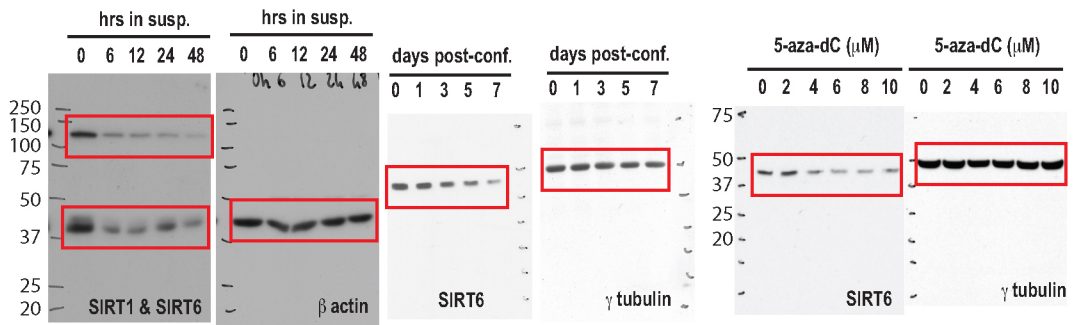 hrs in susp.
0 6 12 24 48
250
150
100
75
50
37
25
20
SIRT1 & SIRT6
hrs in susp.
0 6 12 24 48
0h 6 12 24 48
β actin
days post-conf.
0 1 3 5 7
SIRT6
days post-conf.
0 1 3 5 7
γ tubulin
5-aza-dC (μM)
0 2 4 6 8 10
75
50
37
25
20
SIRT6
5-aza-dC (μM)
0 2 4 6 8 10
γ tubulin